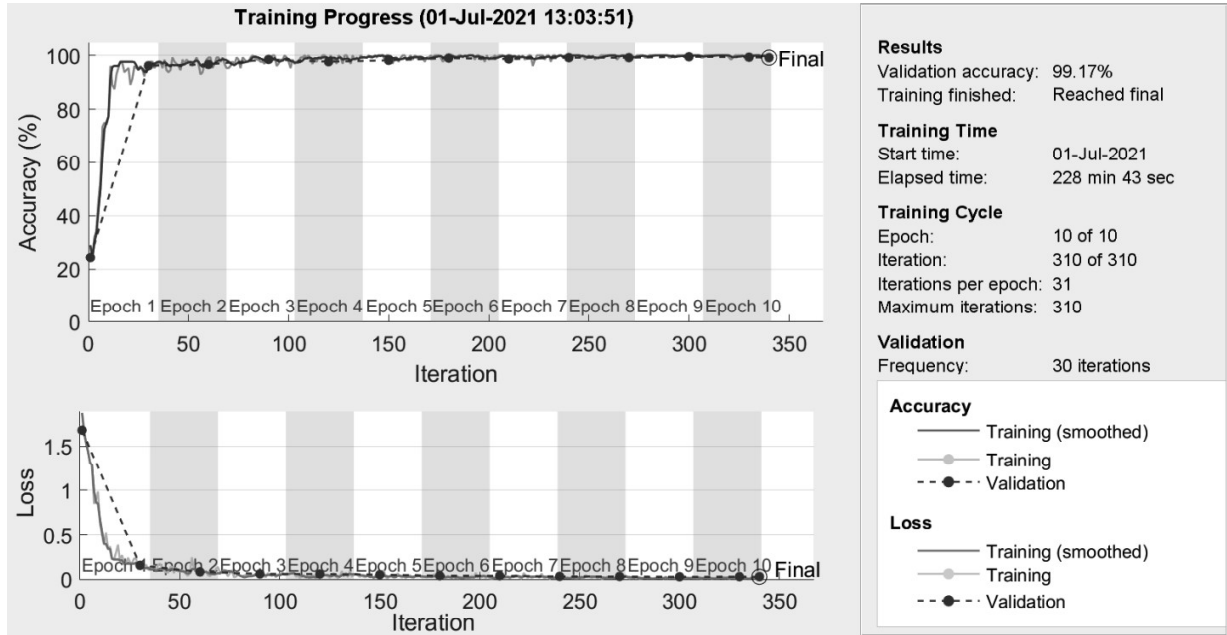 Training Progress (01-Jul-2021 13:03:51)
100
80
60
40
20
0
Accuracy (%)
Final
Epoch 1 Epoch 2 Epoch 3 Epoch 4 Epoch 5 Epoch 6 Epoch 7 Epoch 8 Epoch 9 Epoch 10
0 50 100 150 200 250 300 350
Iteration
1.5
1
0.5
0
Loss
Epoch 1 Epoch 2 Epoch 3 Epoch 4 Epoch 5 Epoch 6 Epoch 7 Epoch 8 Epoch 9 Epoch 10
Final
0 50 100 150 200 250 300 350
Iteration
Results
Validation accuracy: 99.17%
Training finished: Reached final
Training Time
Start time: 01-Jul-2021
Elapsed time: 228 min 43 sec
Training Cycle
Epoch: 10 of 10
Iteration: 310 of 310
Iterations per epoch: 31
Maximum iterations: 310
Validation
Frequency: 30 iterations
Accuracy
Training (smoothed)
Training
Validation
Loss
Training (smoothed)
Training
Validation